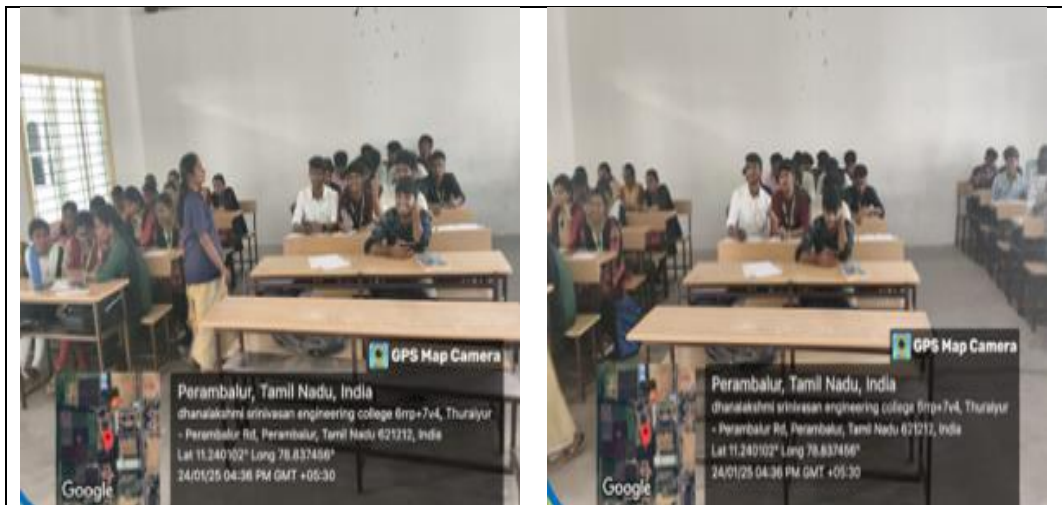 GPS Map Camera
Perambalur, Tamil Nadu, India
dhanalakshmi srinivasan engineering college 6rrp+7v4, Thuraiyur
- Perambalur Rd, Perambalur, Tamil Nadu 621212, India
Lat 11.240102° Long 78.837456°
24/01/25 04:36 PM GMT +05:30
Google
GPS Map Camera
Perambalur, Tamil Nadu, India
dhanalakshmi srinivasan engineering college 6rrp+7v4, Thuraiyur
- Perambalur Rd, Perambalur, Tamil Nadu 621212, India
Lat 11.240102° Long 78.837456°
24/01/25 04:36 PM GMT +05:30
Google